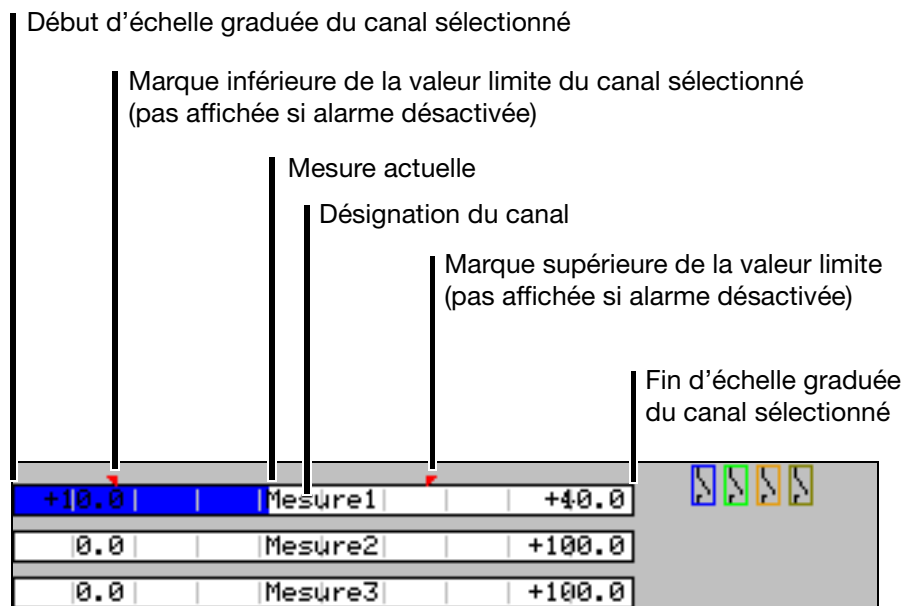 Début d’échelle graduée du canal sélectionné
Marque inférieure de la valeur limite du canal sélectionné
(pas affichée si alarme désactivée)
Mesure actuelle
Désignation du canal
Marque supérieure de la valeur limite
(pas affichée si alarme désactivée)
Fin d’échelle graduée
du canal sélectionné
+10.0 Mesure1 +40.0
0.0 Mesure2 +100.0
0.0 Mesure3 +100.0